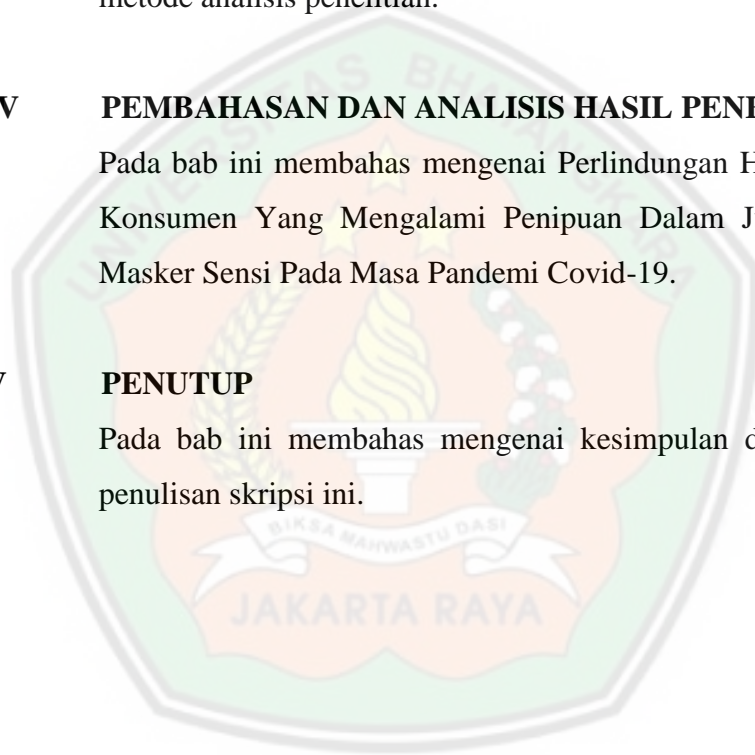 metode analisis penelitian.
V PEMBAHASAN DAN ANALISIS HASIL
Pada bab ini membahas mengenai Perlindungan
Konsumen Yang Mengalami Penipuan Dalam
Masker Sensi Pada Masa Pandemi Covid-19.
PENUTUP
Pada bab ini membahas mengenai kesimpulan
penulisan skripsi ini.
UNIVERSITAS BHAYANGKARA
BIKSA MAHWASTU DASI
JAKARTA RAYA